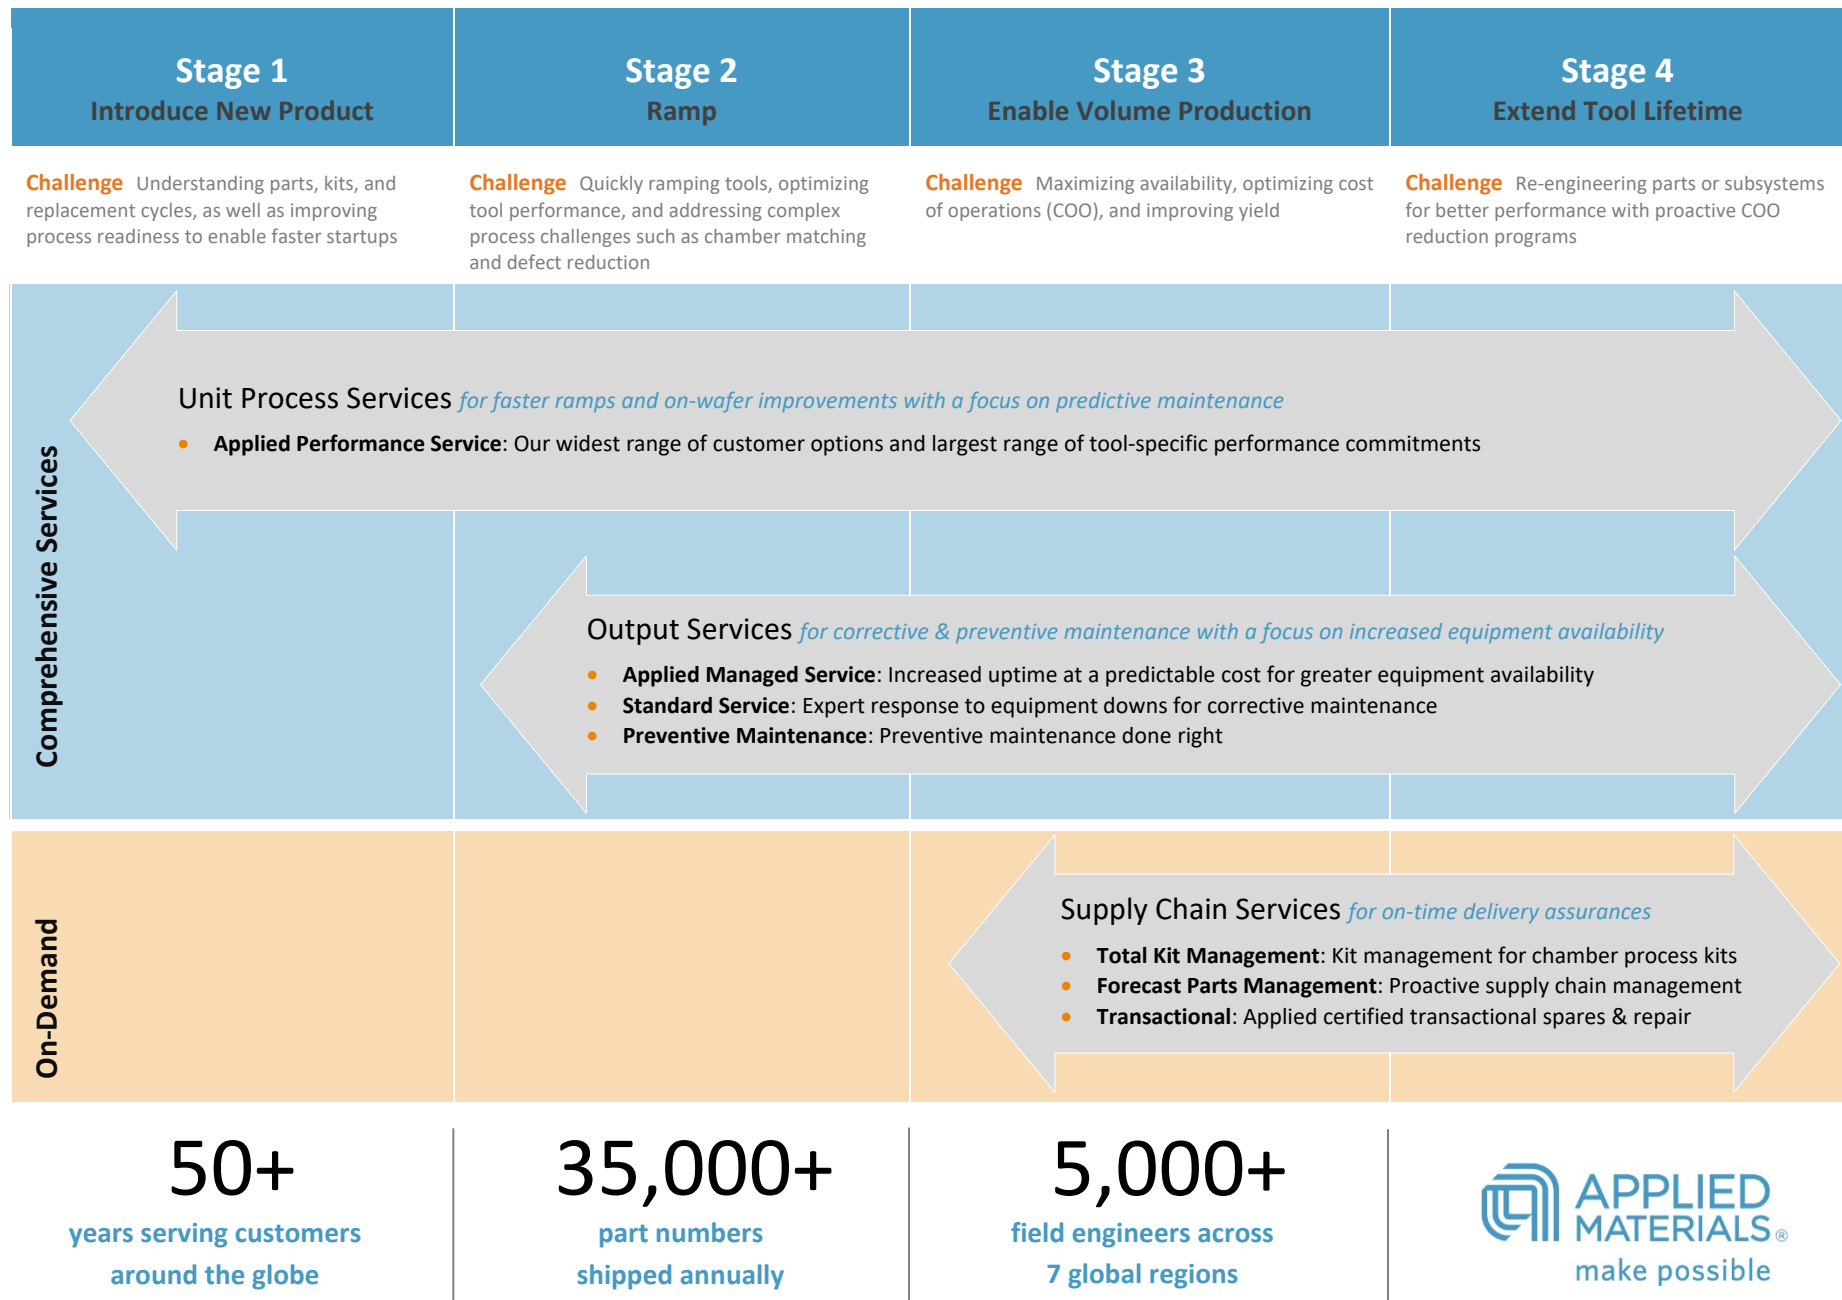 Stage 1
Introduce New Product
Stage 2
Ramp
Stage 3
Enable Volume Production
Stage 4
Extend Tool Lifetime
Challenge Understanding parts, kits, and
replacement cycles, as well as improving
process readiness to enable faster startups
Challenge Quickly ramping tools, optimizing
tool performance, and addressing complex
process challenges such as chamber matching
and defect reduction
Challenge Maximizing availability, optimizing cost
of operations (COO), and improving yield
Challenge Re-engineering parts or subsystems
for better performance with proactive COO
reduction programs
Comprehensive Services
Unit Process Services for faster ramps and on-wafer improvements with a focus on predictive maintenance
• Applied Performance Service: Our widest range of customer options and largest range of tool-specific performance commitments
Output Services for corrective & preventive maintenance with a focus on increased equipment availability
• Applied Managed Service: Increased uptime at a predictable cost for greater equipment availability
• Standard Service: Expert response to equipment downs for corrective maintenance
• Preventive Maintenance: Preventive maintenance done right
On-Demand
Supply Chain Services for on-time delivery assurances
• Total Kit Management: Kit management for chamber process kits
• Forecast Parts Management: Proactive supply chain management
• Transactional: Applied certified transactional spares & repair
50+
years serving customers
around the globe
35,000+
part numbers
shipped annually
5,000+
field engineers across
7 global regions
APPLIED
MATERIALS®
make possible